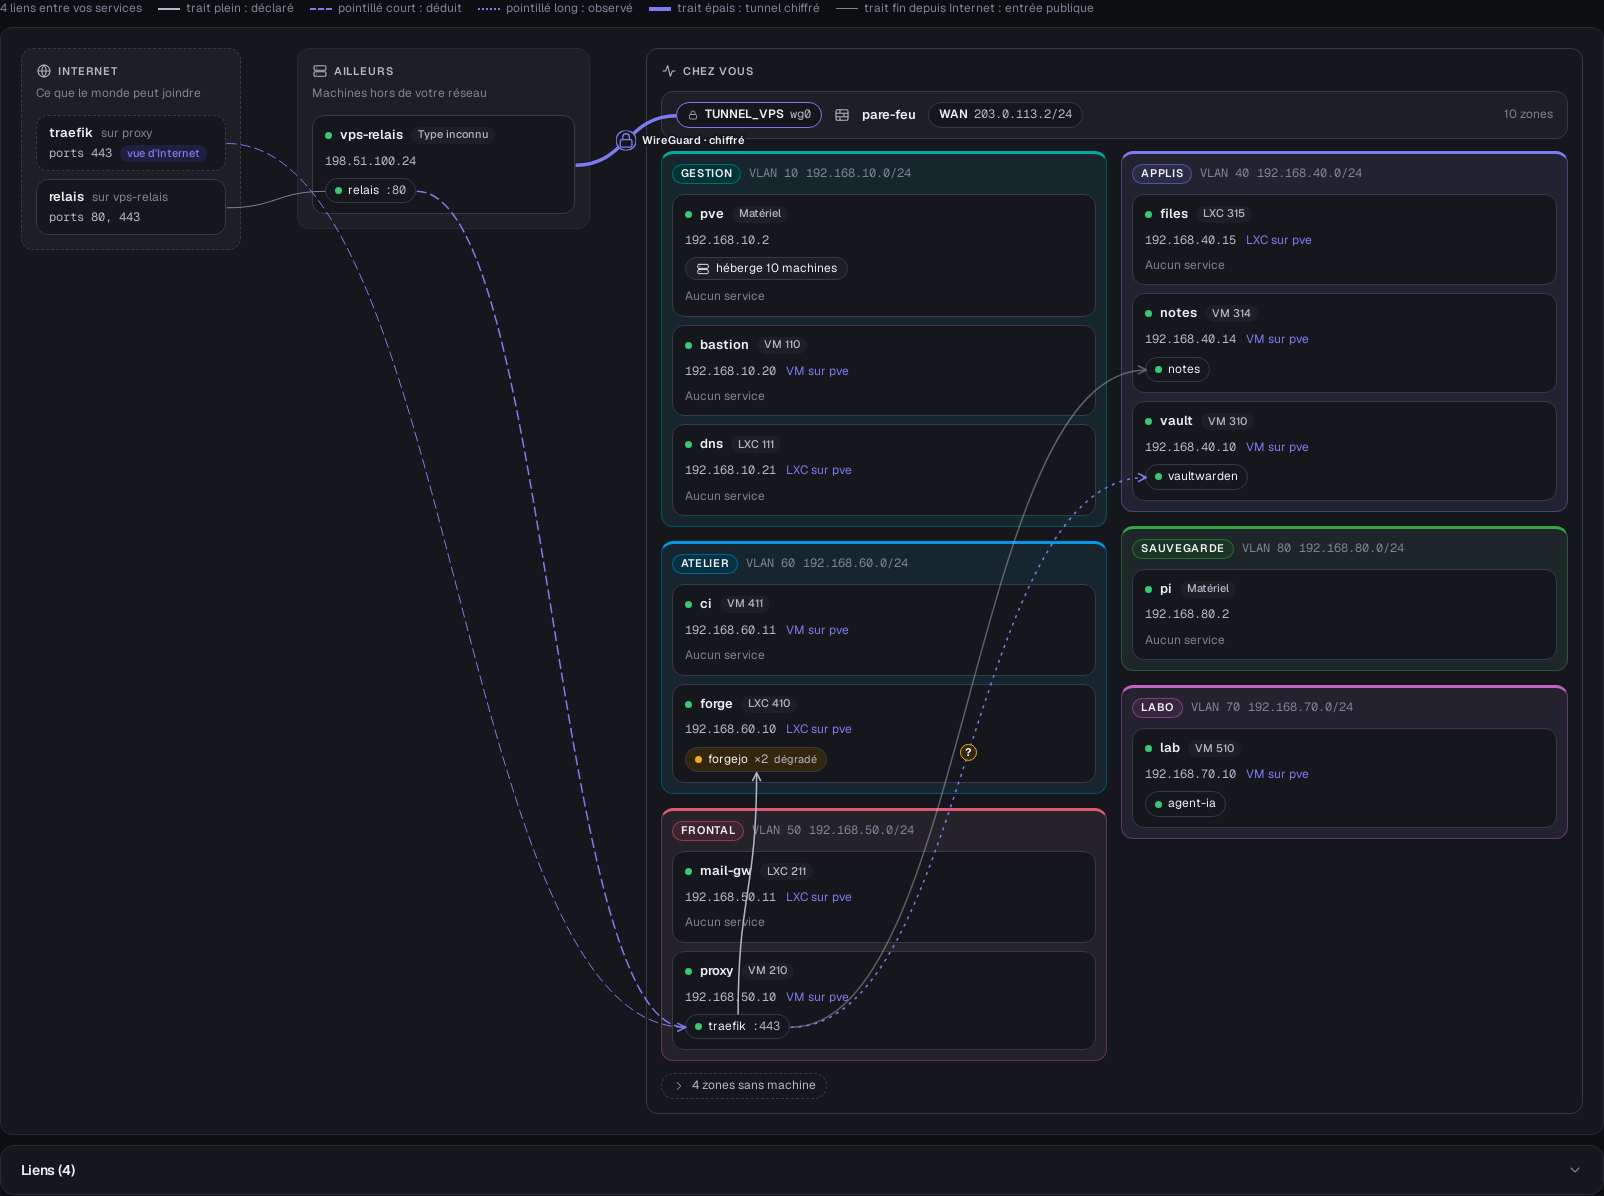 4 liens entre vos services trait plein : déclaré pointillé court : déduit pointillé long : observé trait épais : tunnel chiffré trait fin depuis Internet : entrée publique
INTERNET
Ce que le monde peut joindre
traefik sur proxy
ports 443 vue d'Internet
relais sur vps-relais
ports 80, 443
AILLEURS
Machines hors de votre réseau
vps-relais Type inconnu
198.51.100.24
relais :80
CHEZ VOUS
TUNNEL_VPS wg0 pare-feu WAN 203.0.113.2/24 10 zones
WireGuard · chiffré
GESTION VLAN 10 192.168.10.0/24
pve Matériel
192.168.10.2
héberge 10 machines
Aucun service
bastion VM 110
192.168.10.20 VM sur pve
Aucun service
dns LXC 111
192.168.10.21 LXC sur pve
Aucun service
ATELIER VLAN 60 192.168.60.0/24
ci VM 411
192.168.60.11 VM sur pve
Aucun service
forge LXC 410
192.168.60.10 LXC sur pve
forgejo ×2 dégradé
?
FRONTAL VLAN 50 192.168.50.0/24
mail-gw LXC 211
192.168.50.11 LXC sur pve
Aucun service
proxy VM 210
192.168.50.10 VM sur pve
traefik :443
4 zones sans machine
APPLIS VLAN 40 192.168.40.0/24
files LXC 315
192.168.40.15 LXC sur pve
Aucun service
notes VM 314
192.168.40.14 VM sur pve
notes
vault VM 310
192.168.40.10 VM sur pve
vaultwarden
SAUVEGARDE VLAN 80 192.168.80.0/24
pi Matériel
192.168.80.2
Aucun service
LABO VLAN 70 192.168.70.0/24
lab VM 510
192.168.70.10 VM sur pve
agent-ia
Liens (4)